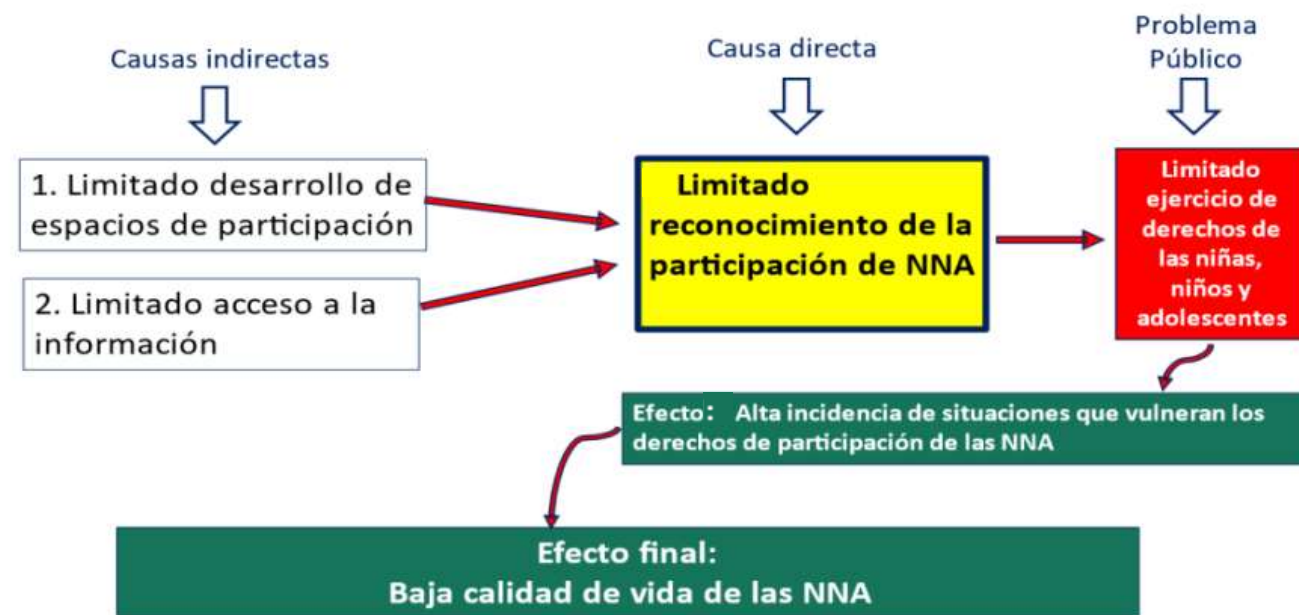 Causas indirectas
Causa directa
Problema
Público
1. Limitado desarrollo de
espacios de participación
2. Limitado acceso a la
información
Limitado
reconocimiento de la
participación de NNA
Limitado
ejercicio de
derechos de
las niñas,
niños y
adolescentes
Efecto: Alta incidencia de situaciones que vulneran los
derechos de participación de las NNA
Efecto final:
Baja calidad de vida de las NNA